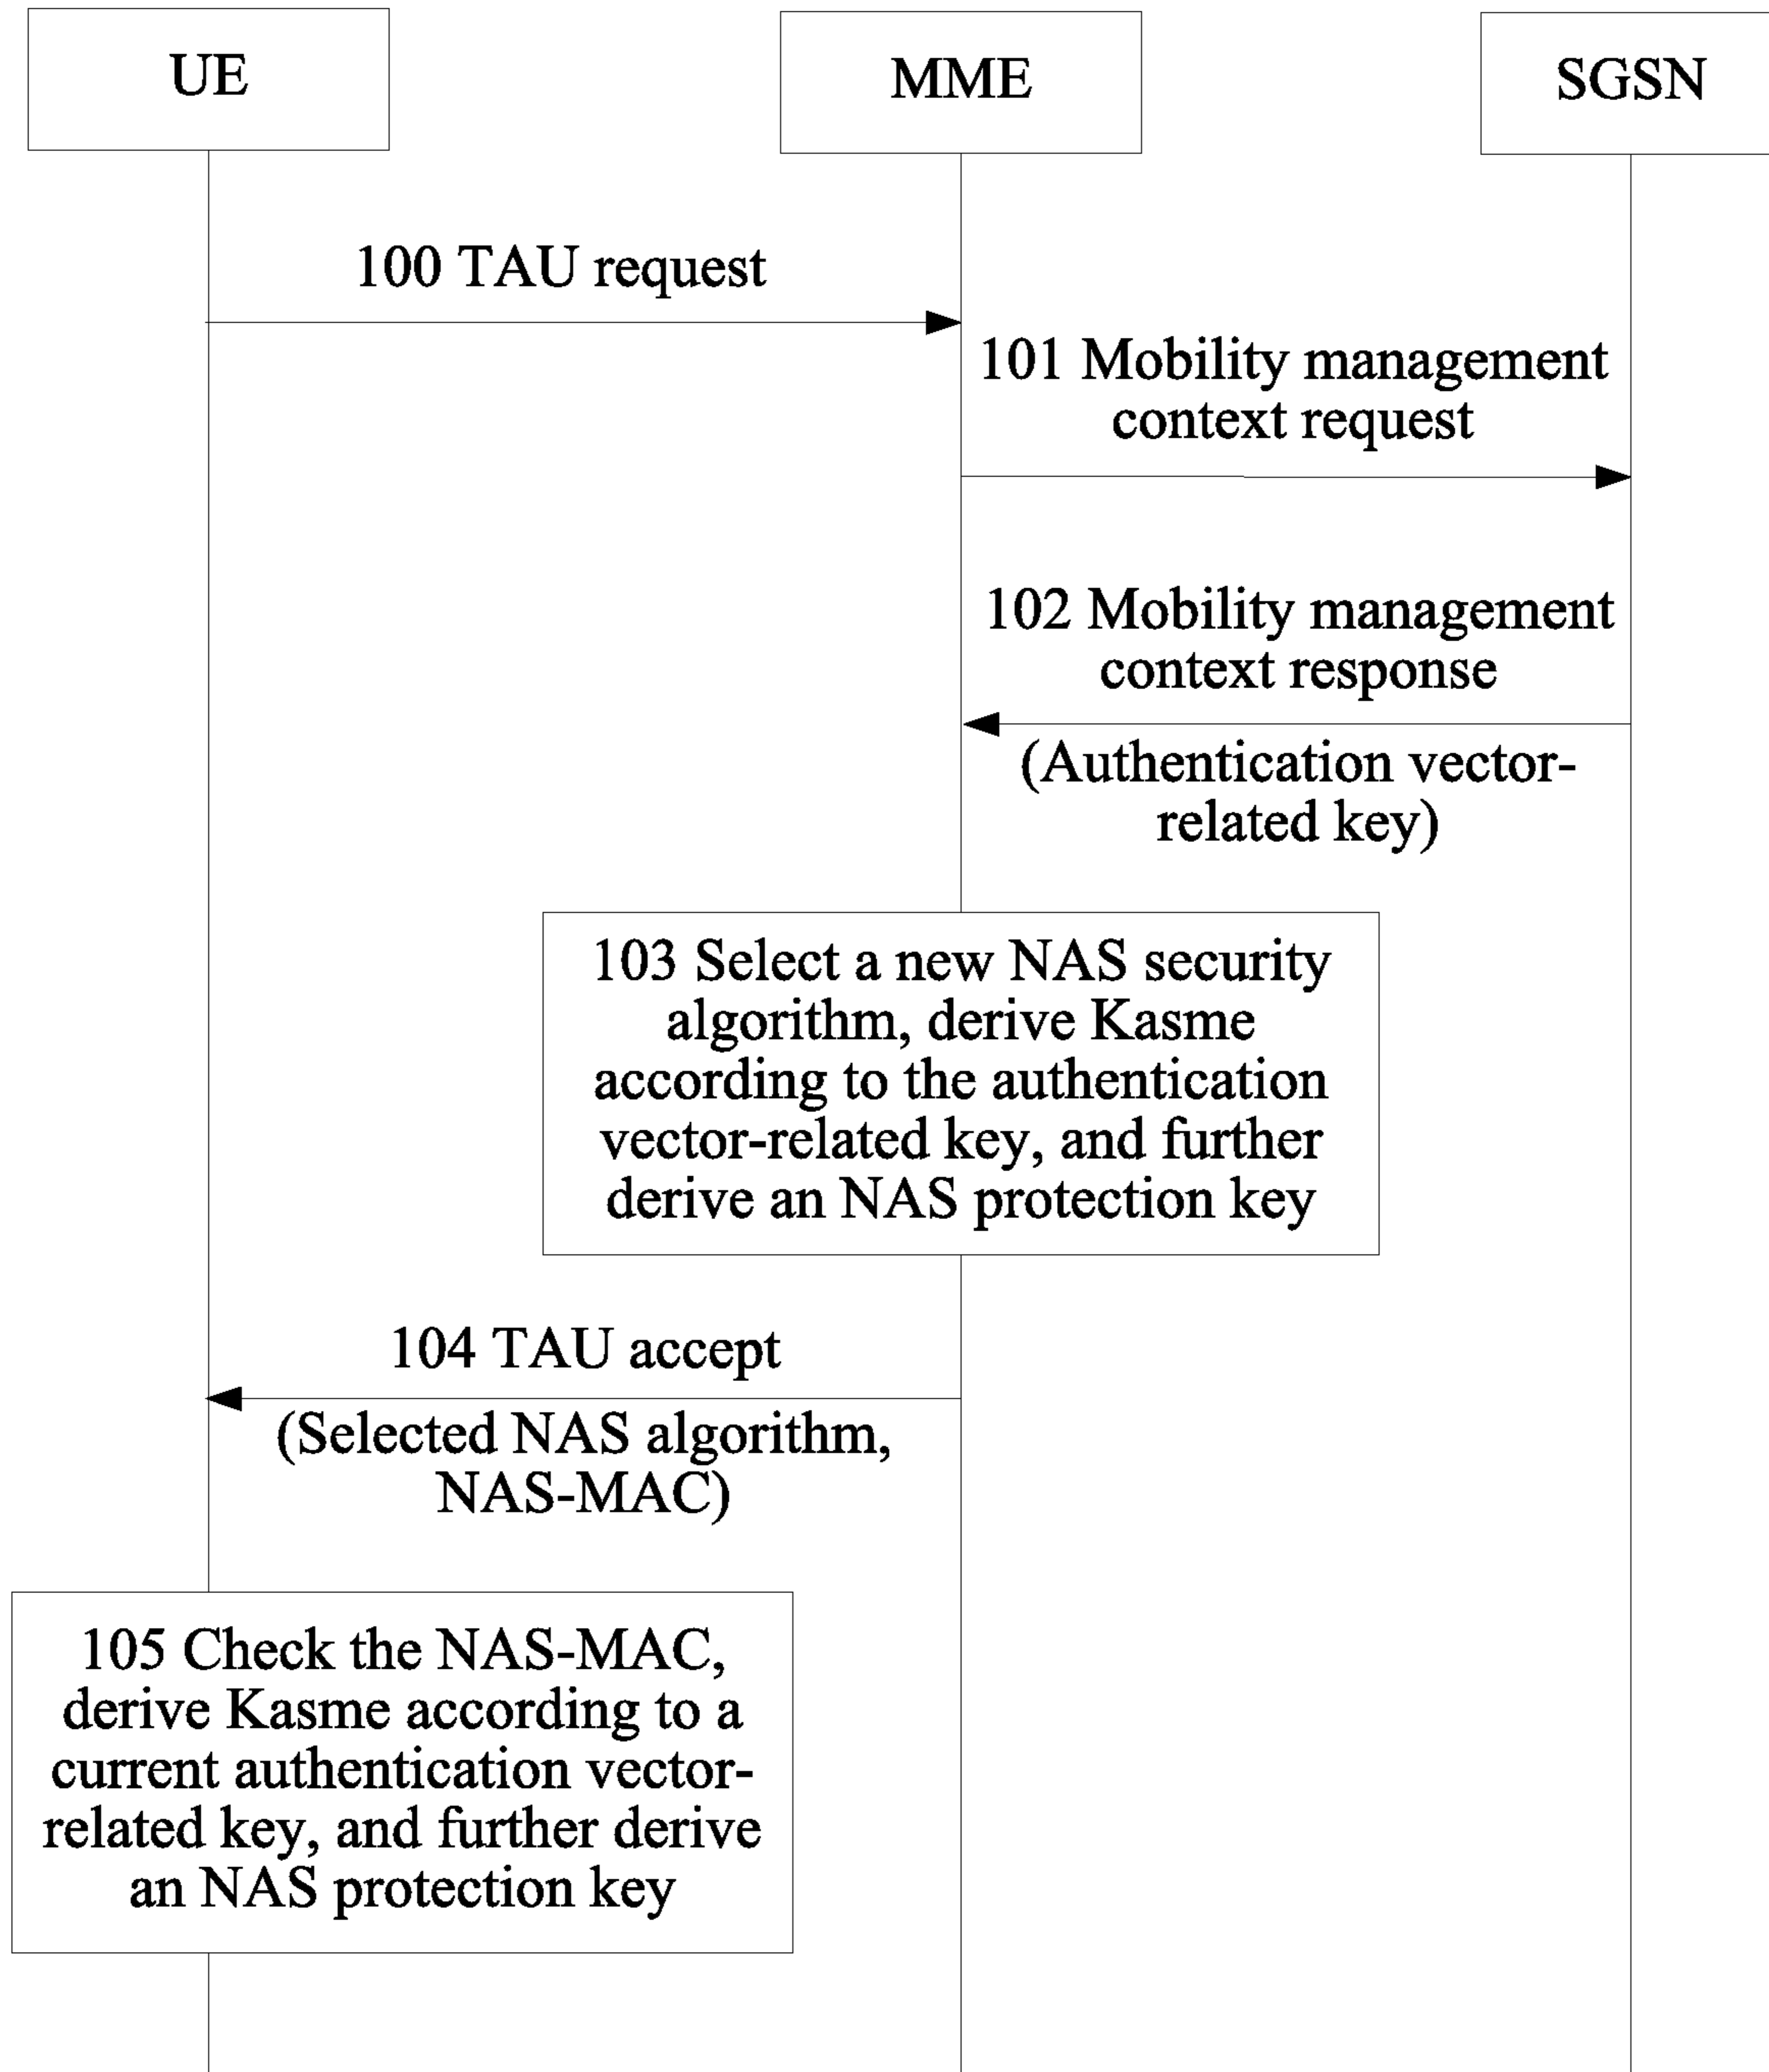 UE
MME
SGSN
100 TAU request
101 Mobility management
context request
102 Mobility management
context response
(Authentication vector-
related key)
103 Select a new NAS security
algorithm, derive Kasme
according to the authentication
vector-related key, and further
derive an NAS protection key
104 TAU accept
(Selected NAS algorithm,
NAS-MAC)
105 Check the NAS-MAC,
derive Kasme according to a
current authentication vector-
related key, and further derive
an NAS protection key